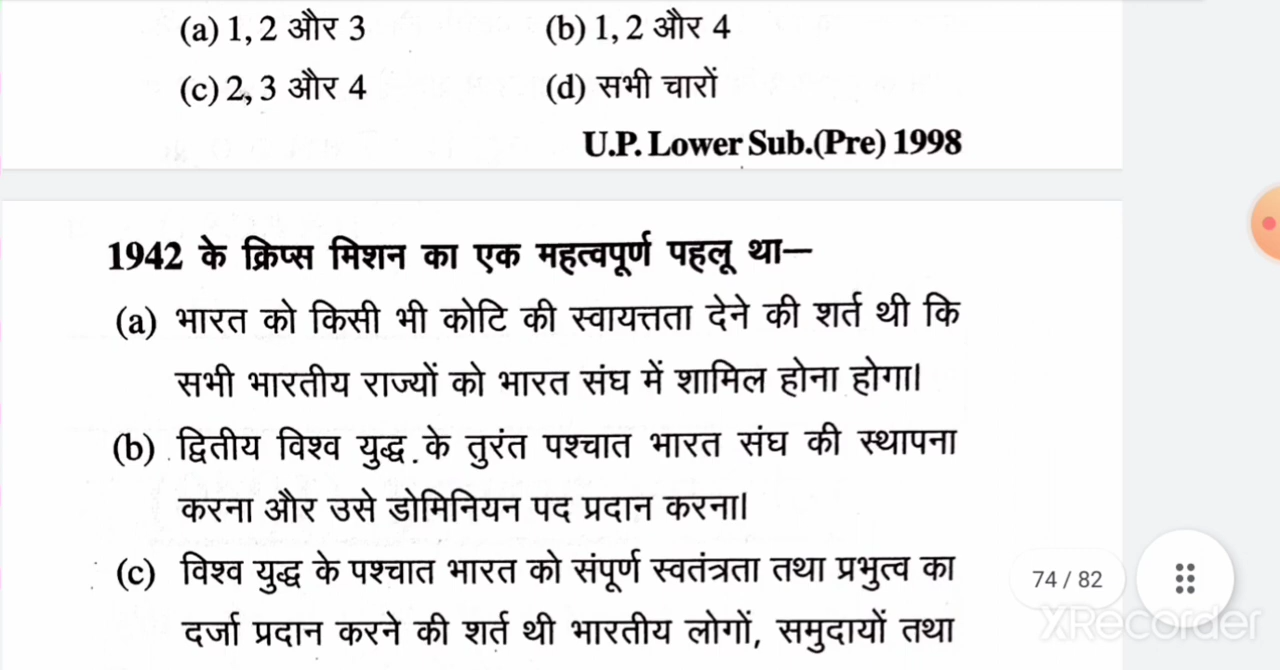 (a) 1, 2 और 3 (b) 1, 2 और 4
(c) 2, 3 और 4 (d) सभी चारों
U.P. Lower Sub.(Pre) 1998
1942 के क्रिप्स मिशन का एक महत्वपूर्ण पहलू था—
(a) भारत को किसी भी कोटि की स्वायत्तता देने की शर्त थी कि
सभी भारतीय राज्यों को भारत संघ में शामिल होना होगा।
(b) द्वितीय विश्व युद्ध के तुरंत पश्चात भारत संघ की स्थापना
करना और उसे डोमिनियन पद प्रदान करना।
(c) विश्व युद्ध के पश्चात भारत को संपूर्ण स्वतंत्रता तथा प्रभुत्व का
दर्जा प्रदान करने की शर्त थी भारतीय लोगों, समुदायों तथा
74 / 82
XRecorder